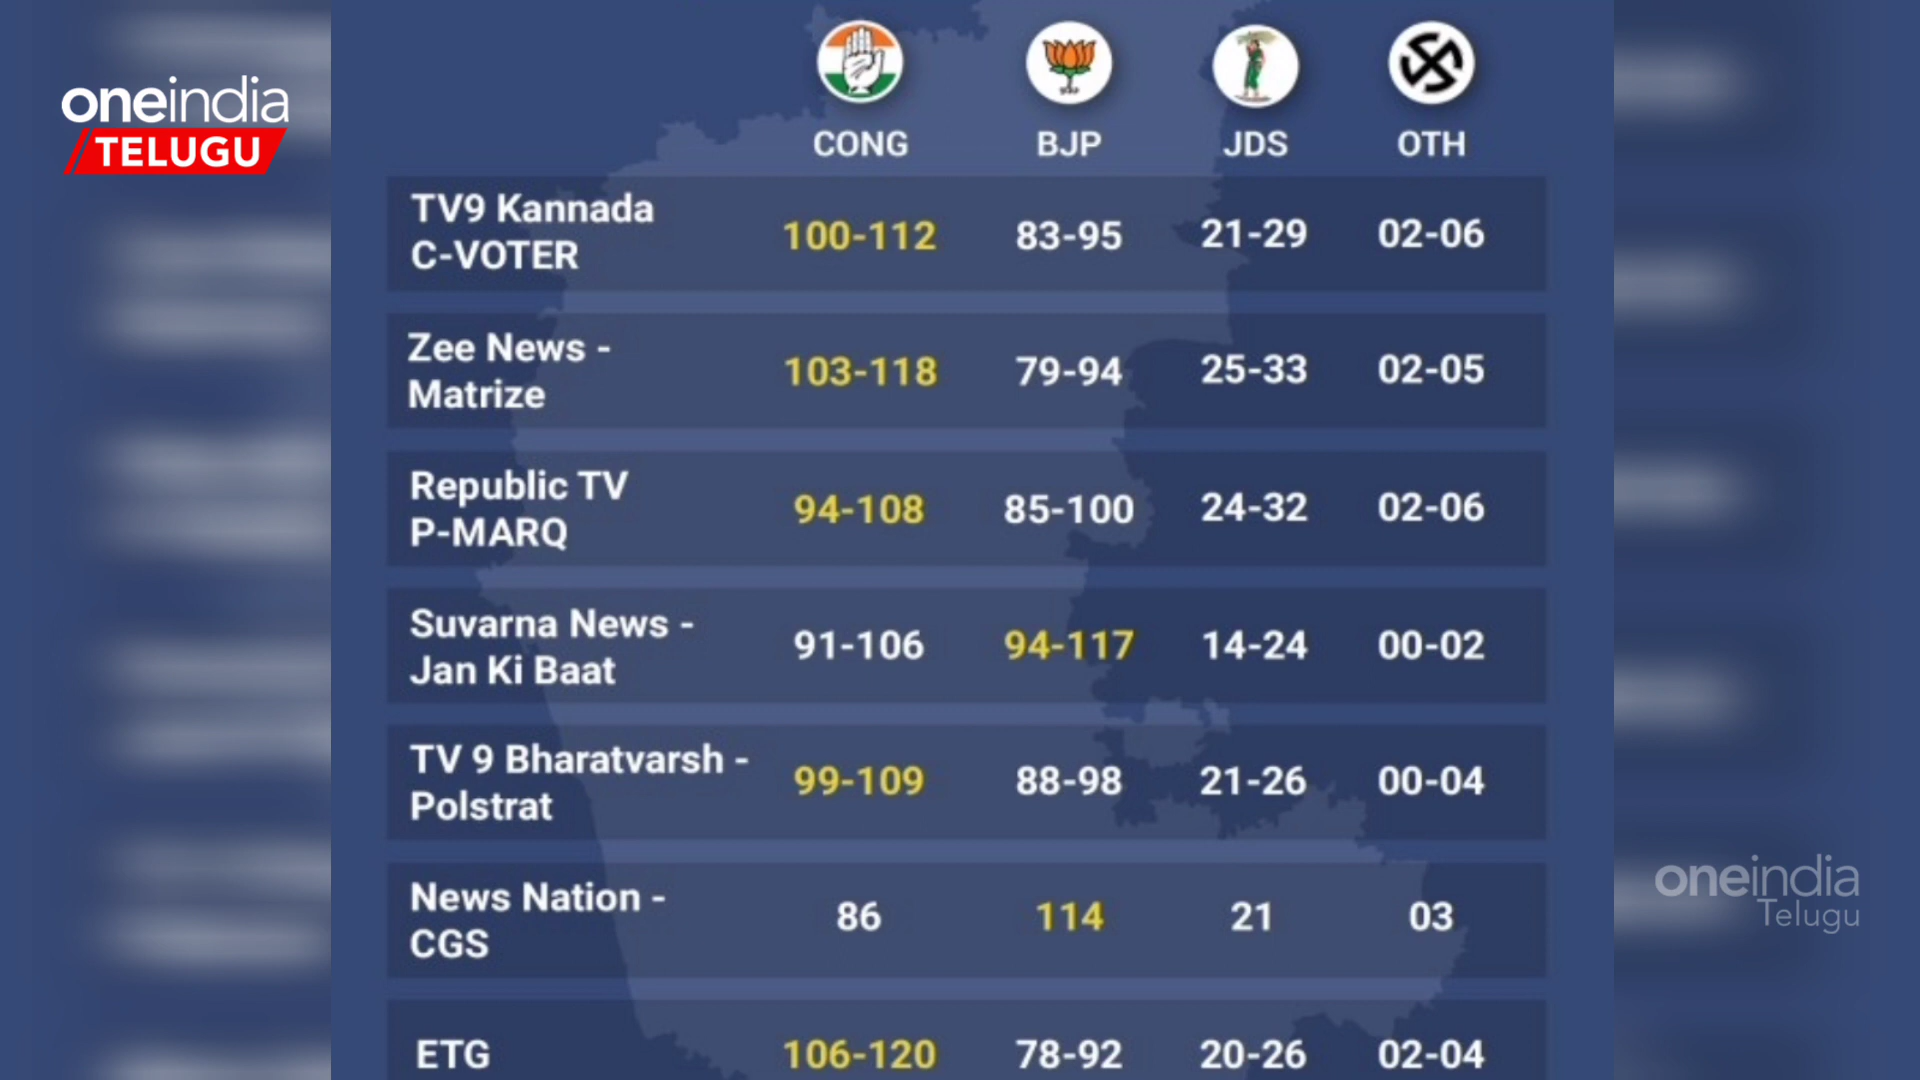 oneindia
TELUGU
CONG BJP JDS OTH
TV9 Kannada
C-VOTER
100-112 83-95 21-29 02-06
Zee News -
Matrize
103-118 79-94 25-33 02-05
Republic TV
P-MARQ
94-108 85-100 24-32 02-06
Suvarna News -
Jan Ki Baat
91-106 94-117 14-24 00-02
TV 9 Bharatvarsh -
Polstrat
99-109 88-98 21-26 00-04
News Nation -
CGS
86 114 21 03
ETG 106-120 78-92 20-26 02-04
oneindia
Telugu